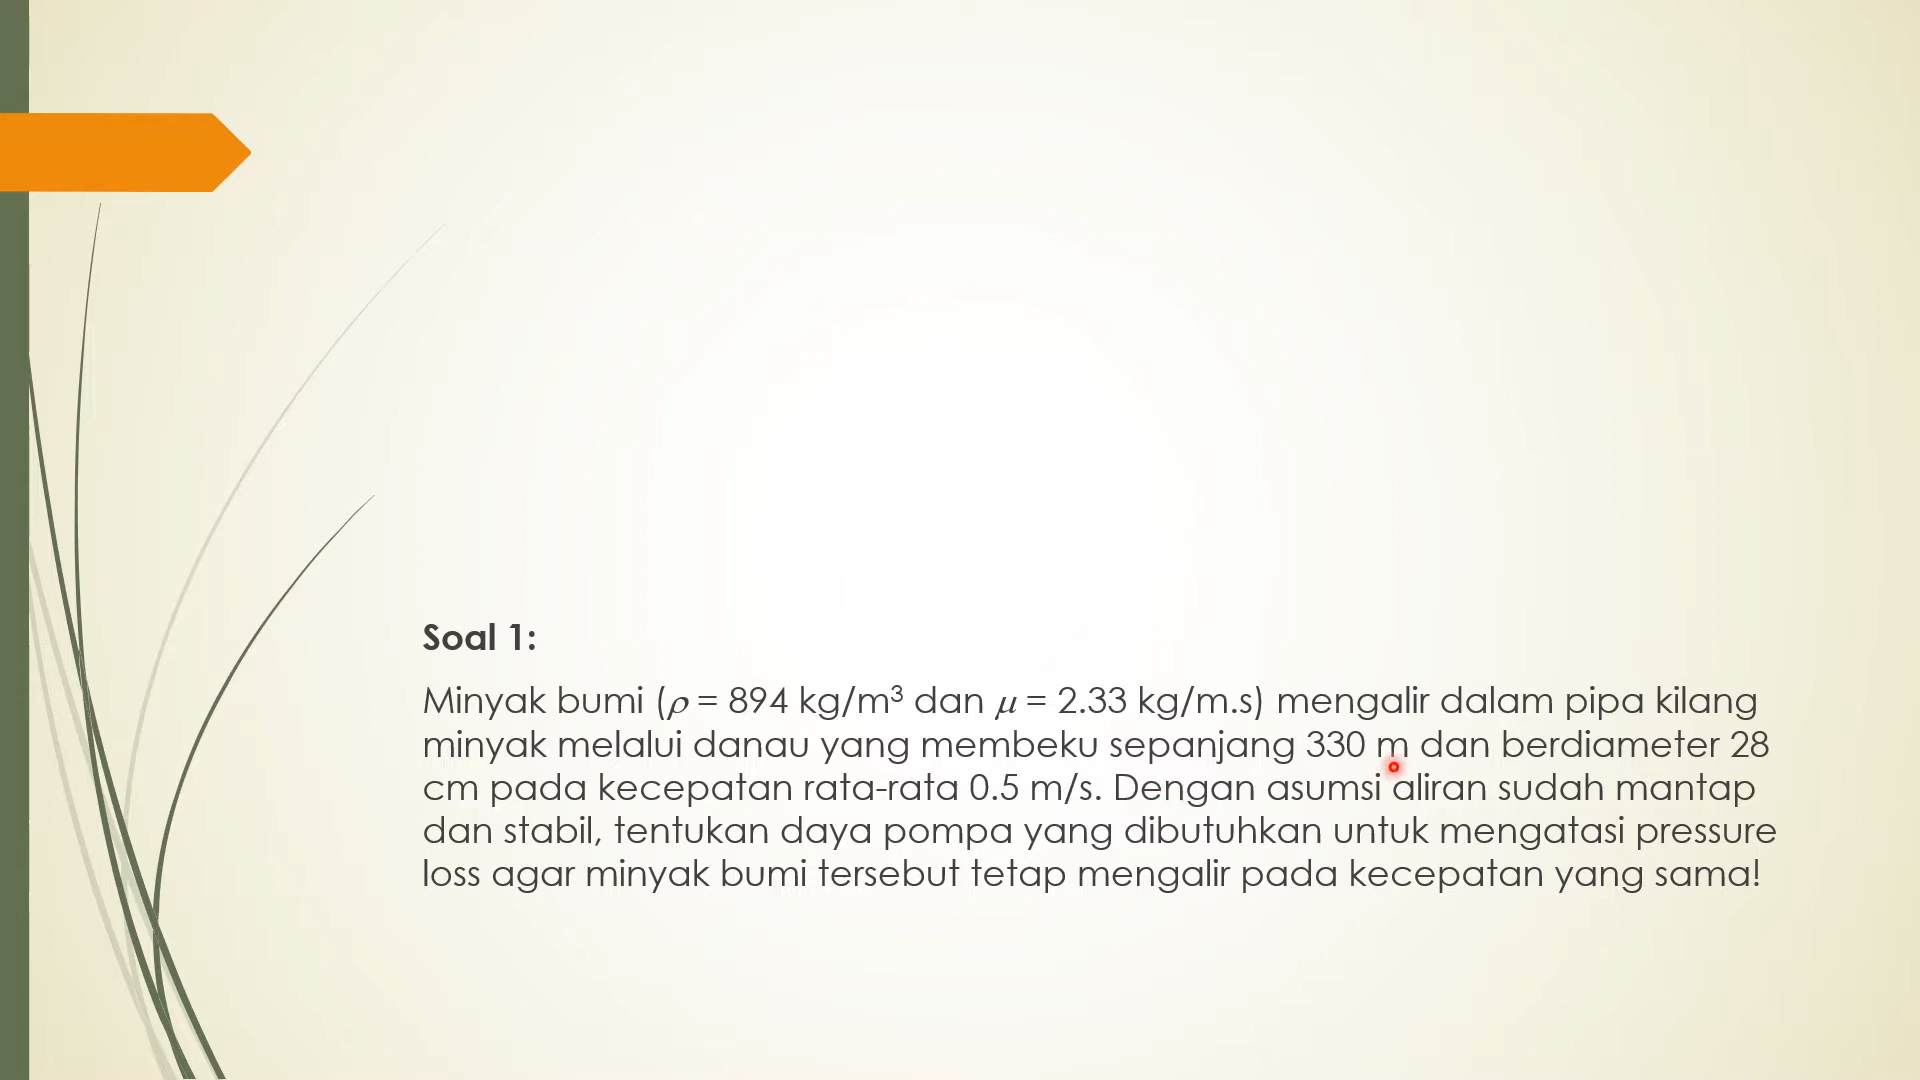 Soal 1:
Minyak bumi (ρ = 894 kg/m³ dan μ = 2.33 kg/m.s) mengalir dalam pipa kilang
minyak melalui danau yang membeku sepanjang 330 m dan berdiameter 28
cm pada kecepatan rata-rata 0.5 m/s. Dengan asumsi aliran sudah mantap
dan stabil, tentukan daya pompa yang dibutuhkan untuk mengatasi pressure
loss agar minyak bumi tersebut tetap mengalir pada kecepatan yang sama!